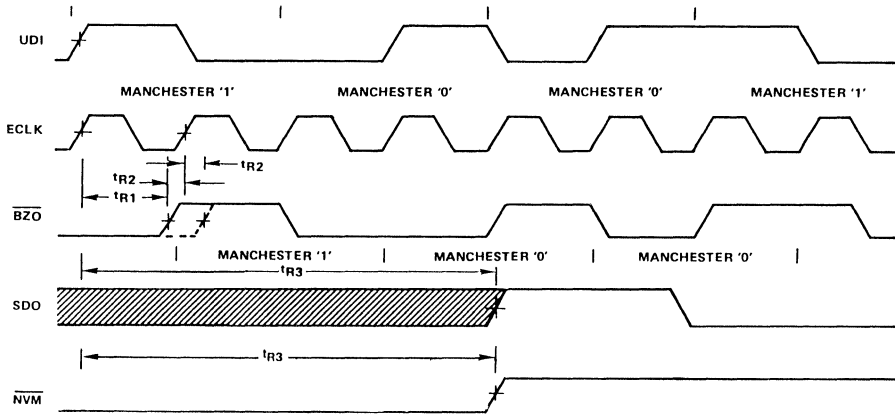 UDI
MANCHESTER '1' MANCHESTER '0' MANCHESTER '0' MANCHESTER '1'
ECLK
tR2
tR2
tR1
BZO
MANCHESTER '1' MANCHESTER '0' MANCHESTER '0'
tR3
SDO
tR3
NVM